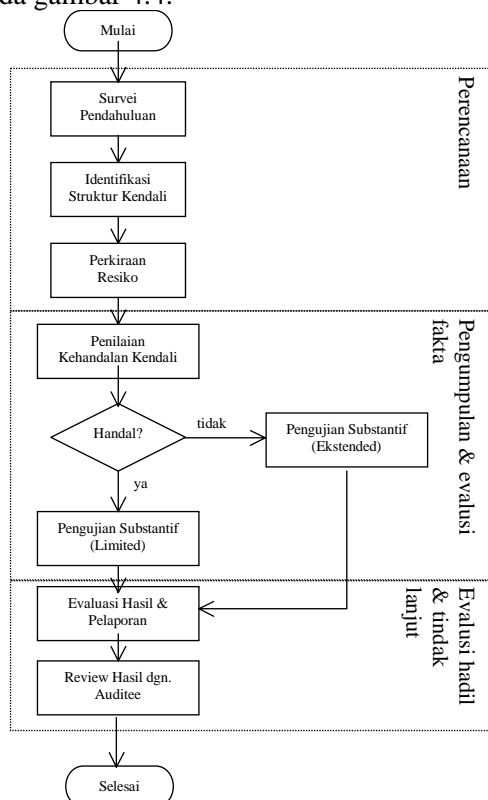 da gambar 4.4.
Mulai
Perencanaan
Survei
Pendahuluan
Identifikasi
Struktur Kendali
Perkiraan
Resiko
Pengumpulan & evalusi
fakta
Penilaian
Kehandalan Kendali
Handal?
tidak
Pengujian Substantif
(Ekstended)
ya
Pengujian Substantif
(Limited)
Evalusi hadil
& tindak
lanjut
Evaluasi Hasil &
Pelaporan
Review Hasil dgn.
Auditee
Selesai